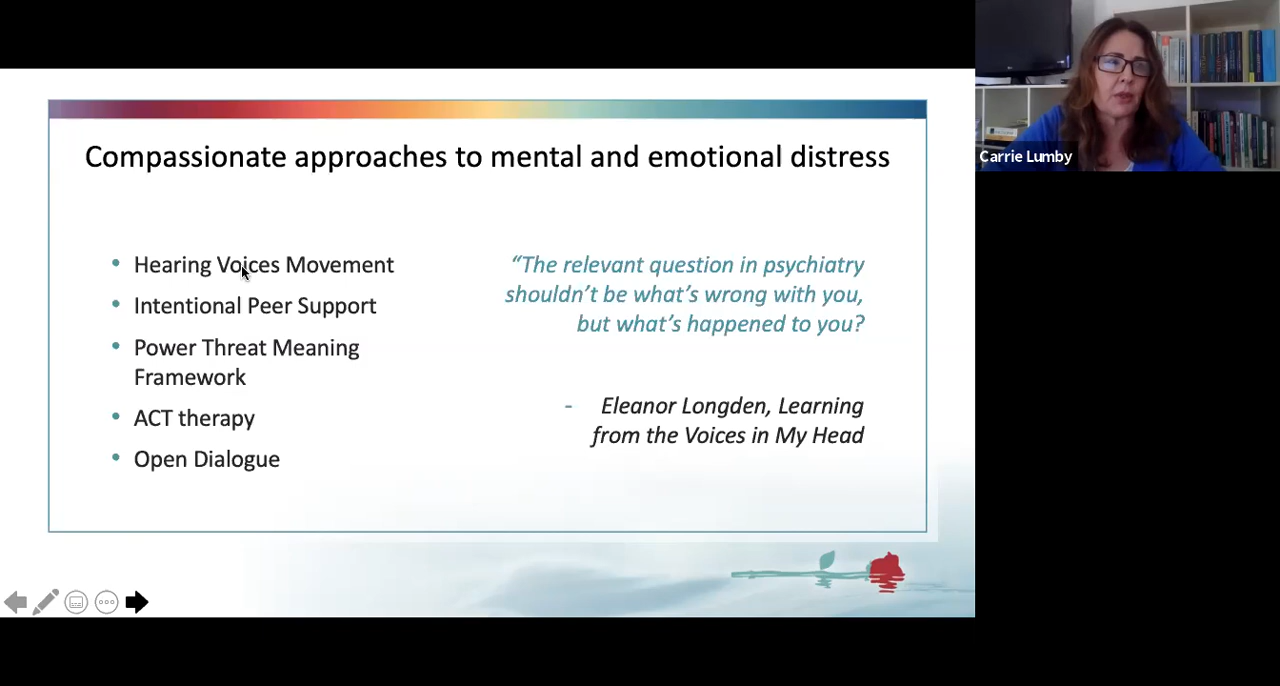 Compassionate approaches to mental and emotional distress
• Hearing Voices Movement
• Intentional Peer Support
• Power Threat Meaning
Framework
• ACT therapy
• Open Dialogue
“The relevant question in psychiatry
shouldn’t be what’s wrong with you,
but what’s happened to you?
- Eleanor Longden, Learning
from the Voices in My Head
Carrie Lumby